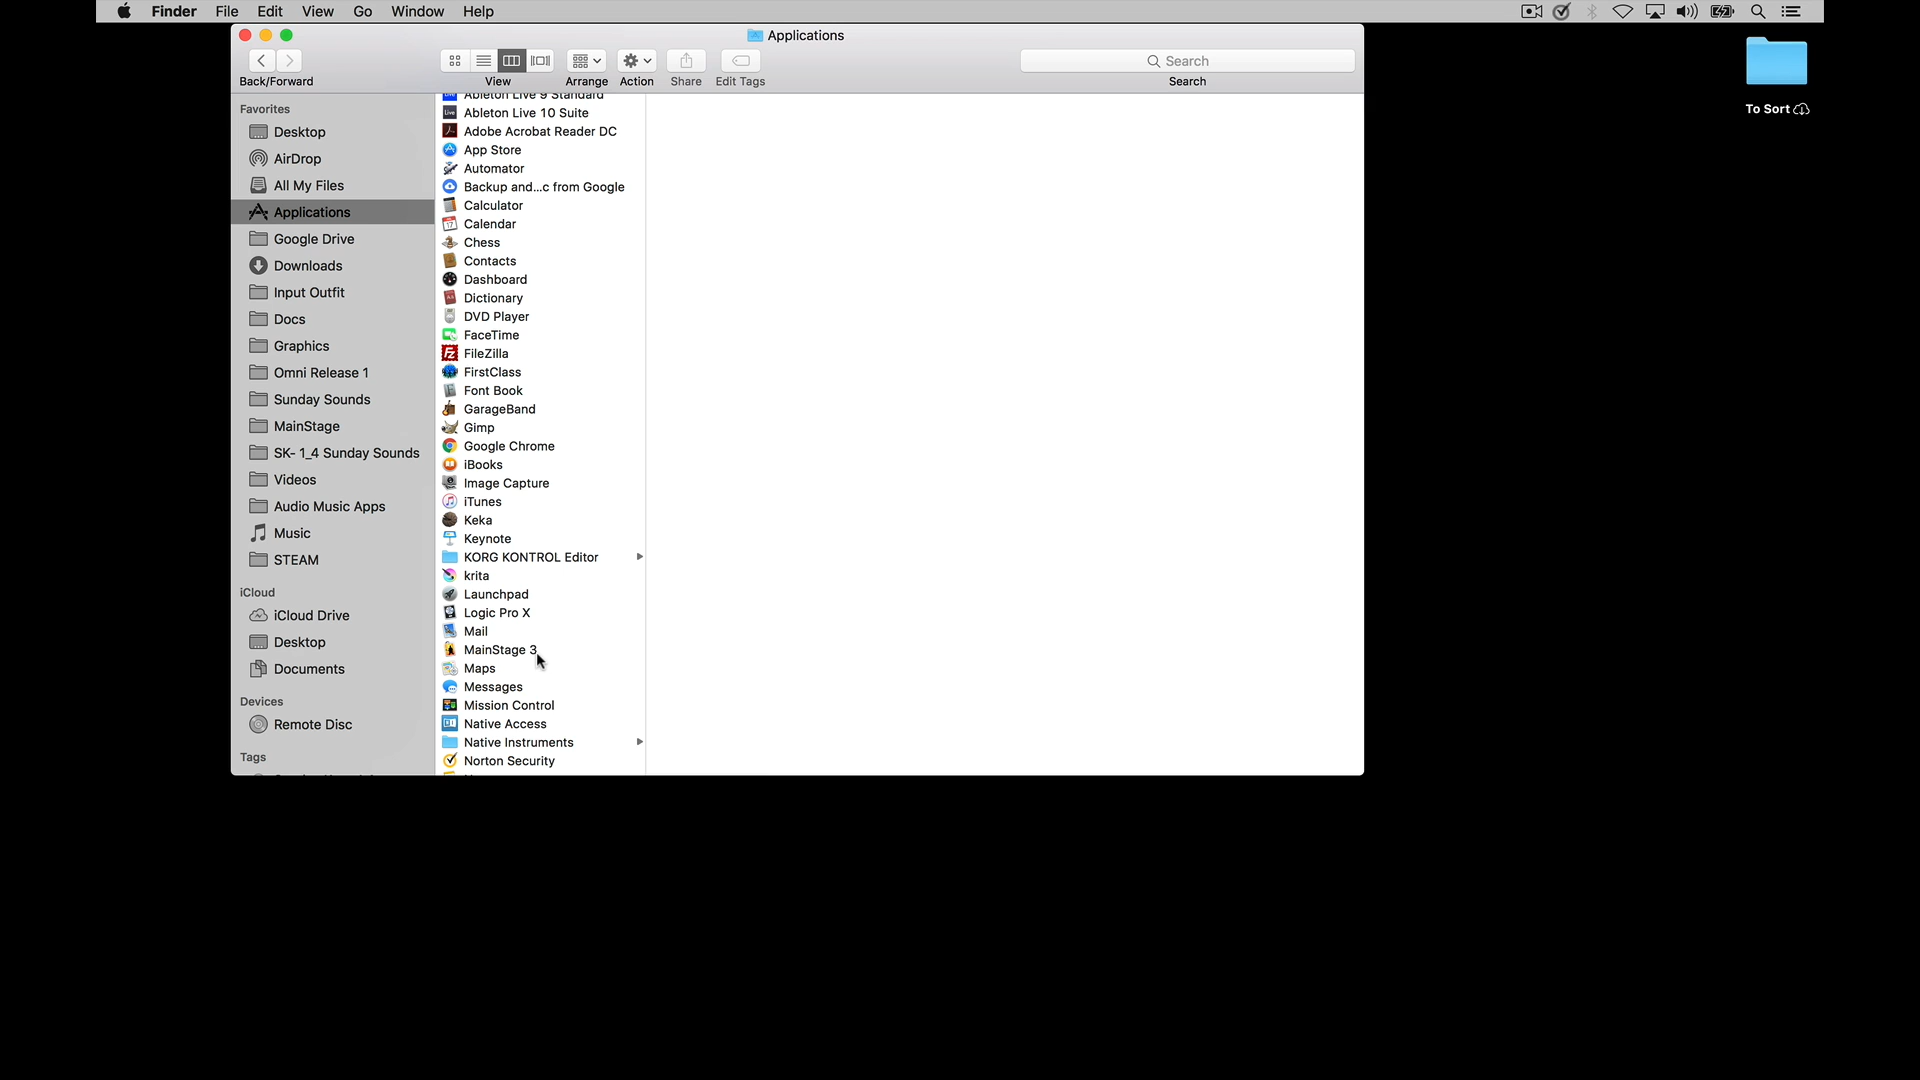 Finder File Edit View Go Window Help
Applications
Search
Back/Forward View Arrange Action Share Edit Tags Search
To Sort
Favorites
Desktop
AirDrop
All My Files
Applications
Google Drive
Downloads
Input Outfit
Docs
Graphics
Omni Release 1
Sunday Sounds
MainStage
SK- 1_4 Sunday Sounds
Videos
Audio Music Apps
Music
STEAM
iCloud
iCloud Drive
Desktop
Documents
Devices
Remote Disc
Tags
Ableton Live 9 Standard
Ableton Live 10 Suite
Adobe Acrobat Reader DC
App Store
Automator
Backup and...c from Google
Calculator
Calendar
Chess
Contacts
Dashboard
Dictionary
DVD Player
FaceTime
FileZilla
FirstClass
Font Book
GarageBand
Gimp
Google Chrome
iBooks
Image Capture
iTunes
Keka
Keynote
KORG KONTROL Editor
krita
Launchpad
Logic Pro X
Mail
MainStage 3
Maps
Messages
Mission Control
Native Access
Native Instruments
Norton Security